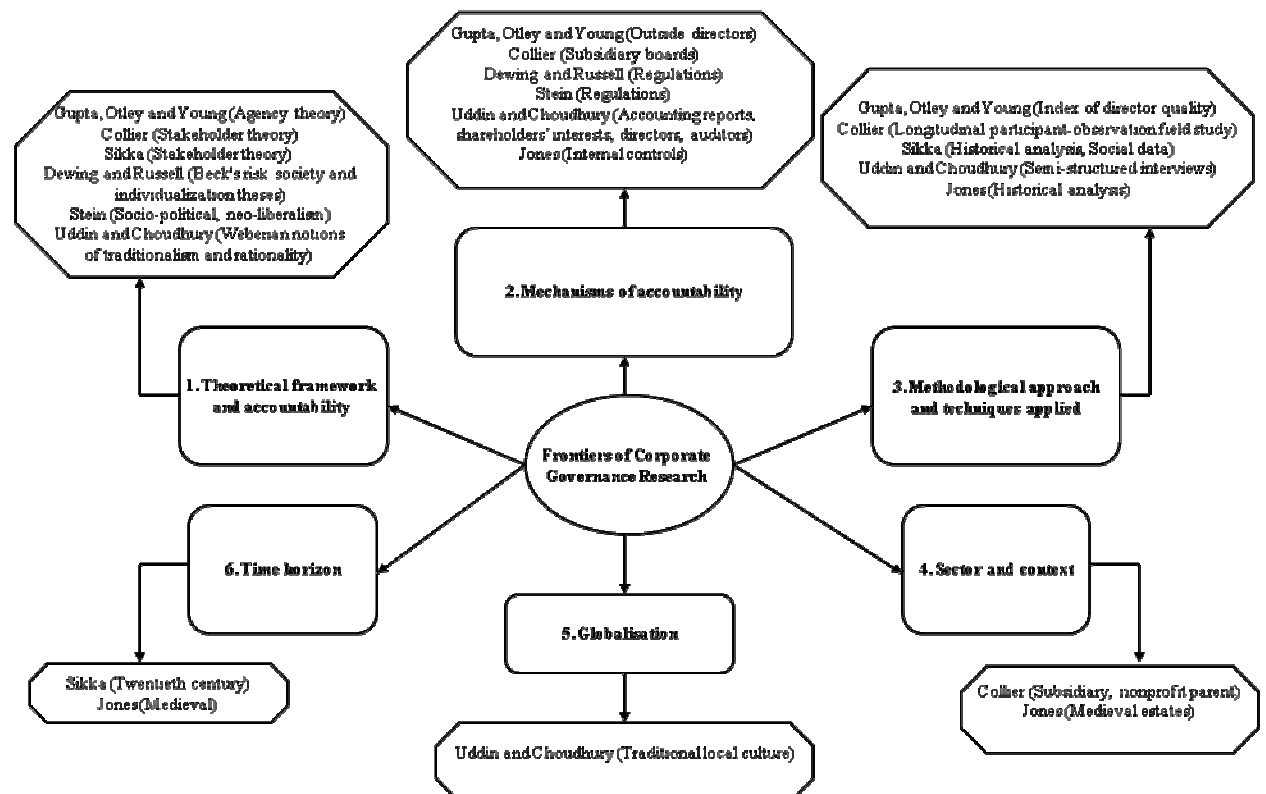 Gupta, Otley and Young (Agency theory)
Collier (Stakeholder theory)
Sikka (Stakeholder theory)
Dewing and Russell (Beck's risk society and
individualization theses)
Stein (Socio-political, neo-liberalism)
Uddin and Choudhury (Weberian notions
of traditionalism and rationality)
Gupta, Otley and Young (Outside directors)
Collier (Subsidiary boards)
Dewing and Russell (Regulations)
Stein (Regulations)
Uddin and Choudhury (Accounting reports,
shareholders' interests, directors, auditors)
Jones (Internal controls)
Gupta, Otley and Young (Index of director quality)
Collier (Longitudinal participant-observation field study)
Sikka (Historical analysis, Social data)
Uddin and Choudhury (Semi-structured interviews)
Jones (Historical analysis)
1. Theoretical framework
and accountability
2. Mechanisms of accountability
3. Methodological approach
and techniques applied
Frontiers of Corporate
Governance Research
6. Time horizon
5. Globalisation
4. Sector and context
Sikka (Twentieth century)
Jones (Medieval)
Uddin and Choudhury (Traditional local culture)
Collier (Subsidiary, nonprofit parent)
Jones (Medieval estates)